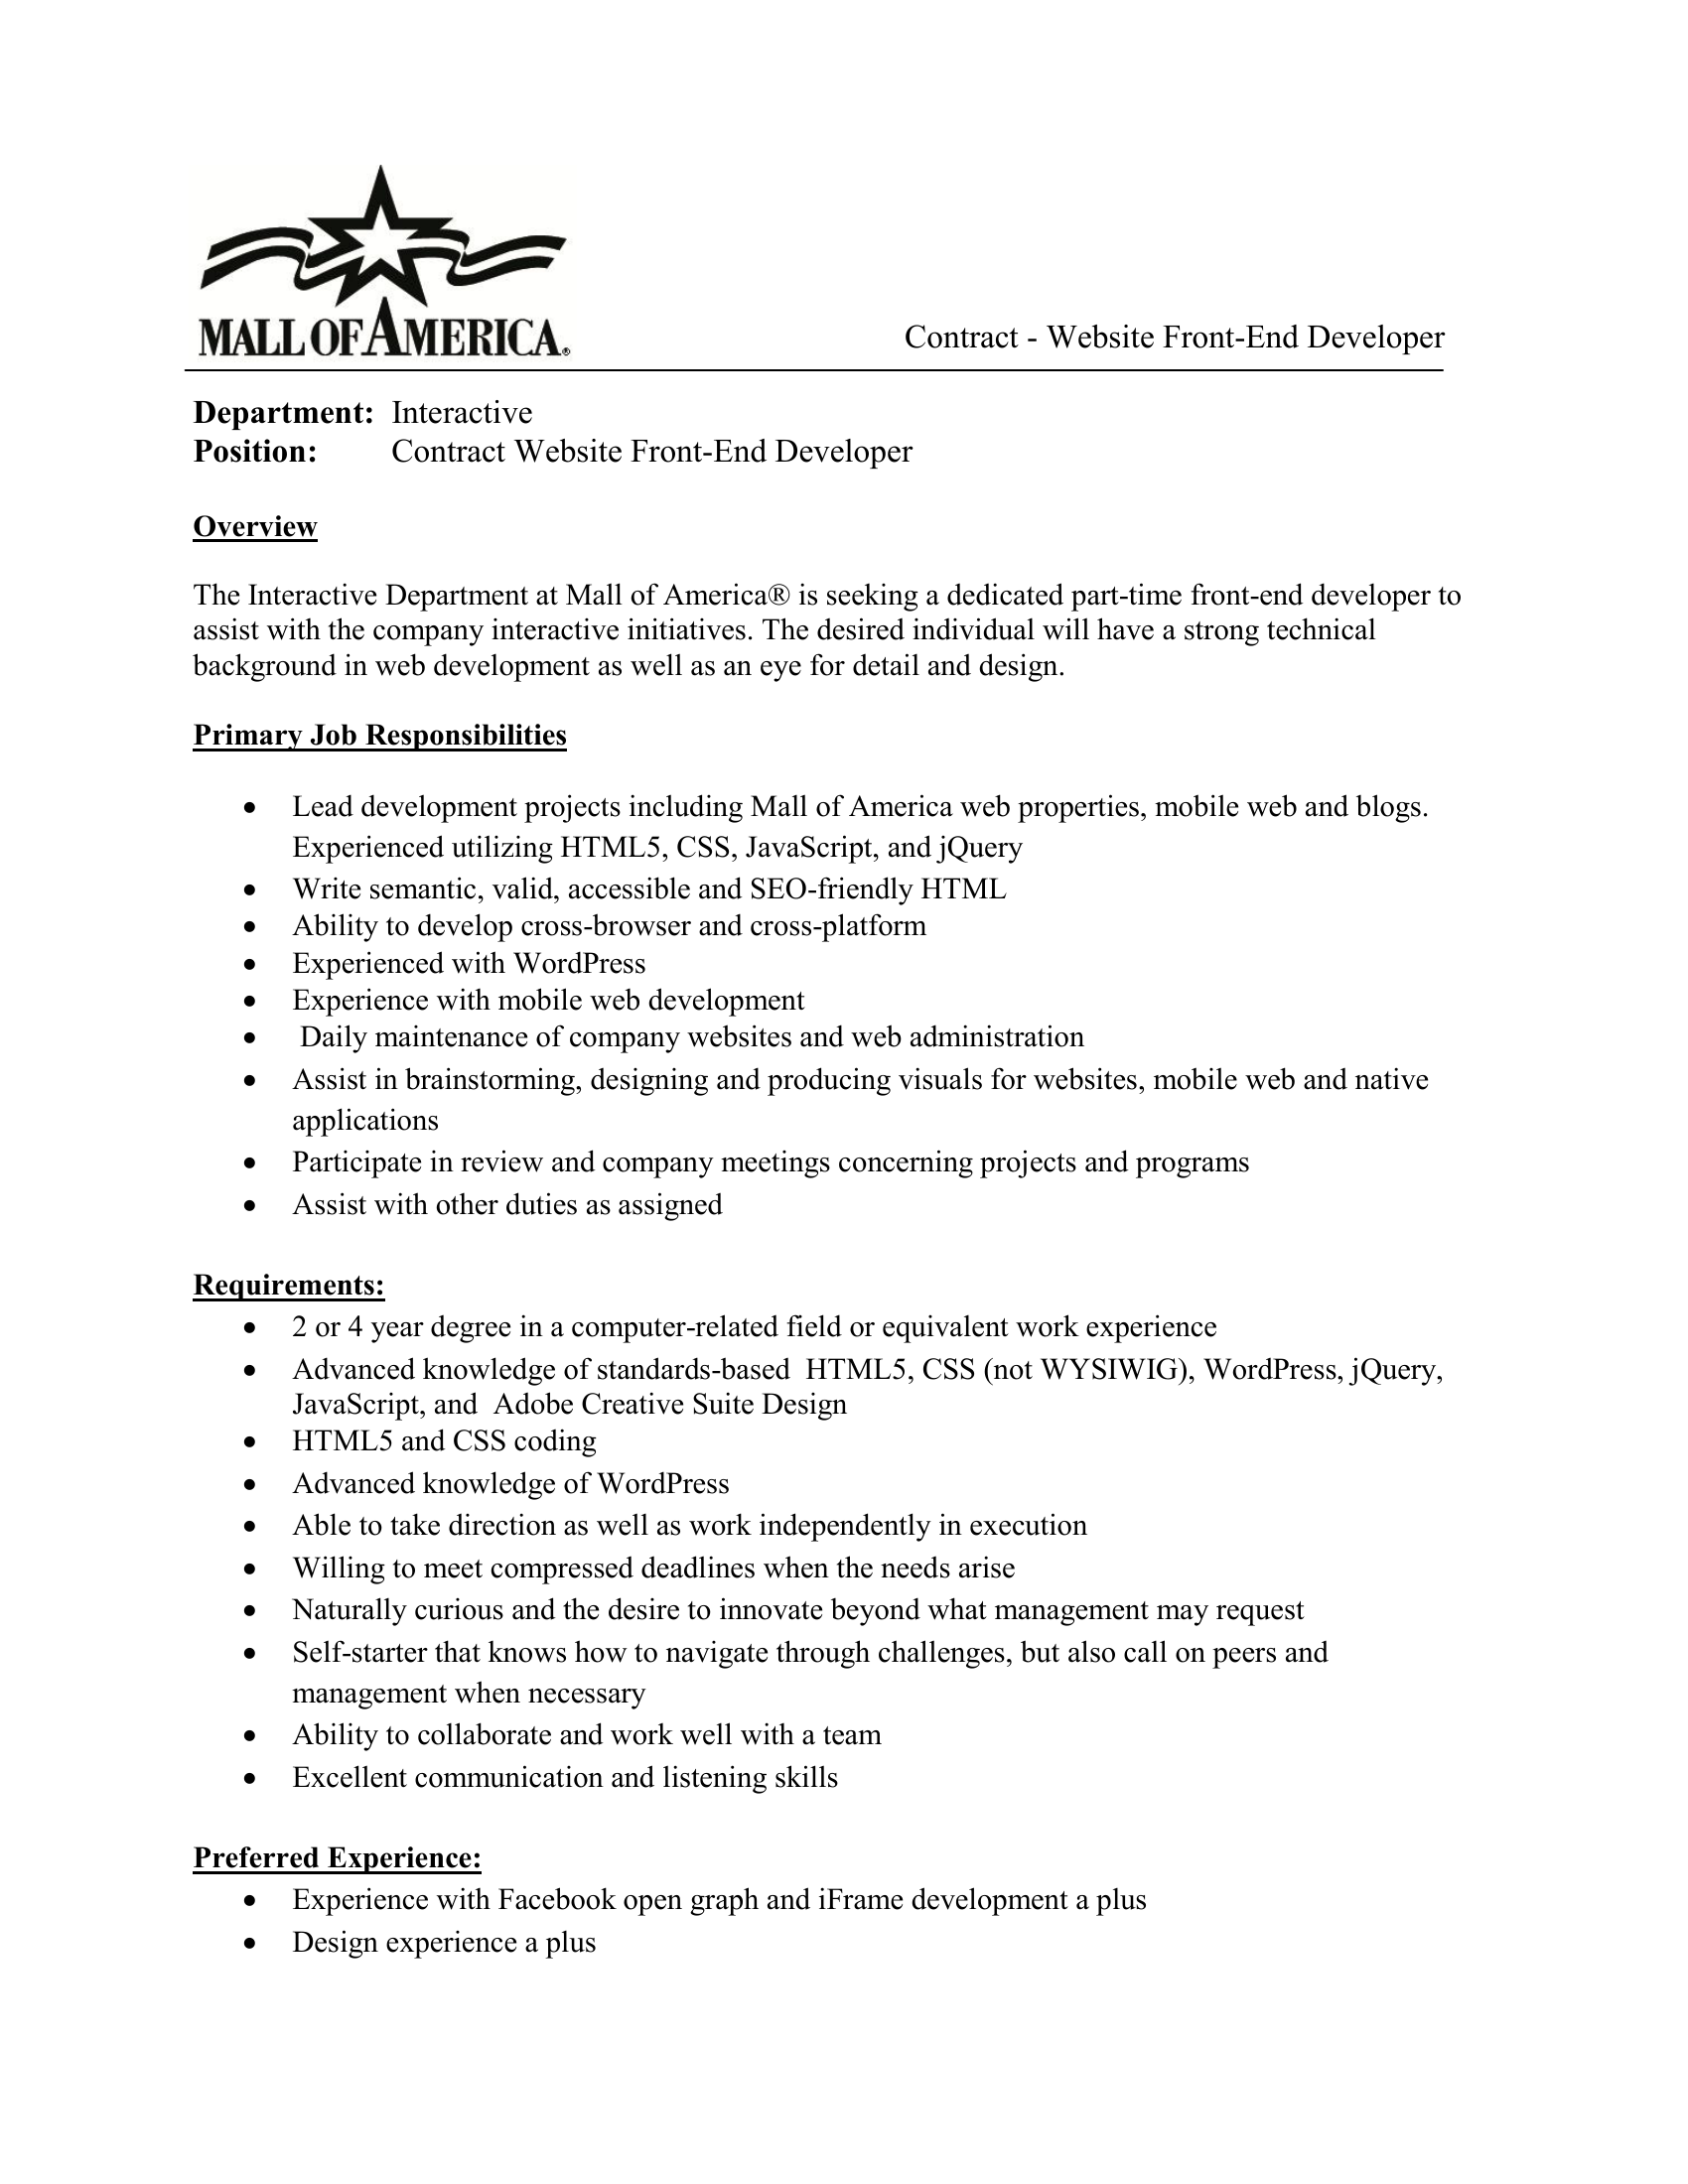 MALL OF AMERICA®
Contract - Website Front-End Developer
Department: Interactive
Position: Contract Website Front-End Developer
Overview
The Interactive Department at Mall of America® is seeking a dedicated part-time front-end developer to
assist with the company interactive initiatives. The desired individual will have a strong technical
background in web development as well as an eye for detail and design.
Primary Job Responsibilities
• Lead development projects including Mall of America web properties, mobile web and blogs.
Experienced utilizing HTML5, CSS, JavaScript, and jQuery
• Write semantic, valid, accessible and SEO-friendly HTML
• Ability to develop cross-browser and cross-platform
• Experienced with WordPress
• Experience with mobile web development
• Daily maintenance of company websites and web administration
• Assist in brainstorming, designing and producing visuals for websites, mobile web and native
applications
• Participate in review and company meetings concerning projects and programs
• Assist with other duties as assigned
Requirements:
• 2 or 4 year degree in a computer-related field or equivalent work experience
• Advanced knowledge of standards-based HTML5, CSS (not WYSIWIG), WordPress, jQuery,
JavaScript, and Adobe Creative Suite Design
• HTML5 and CSS coding
• Advanced knowledge of WordPress
• Able to take direction as well as work independently in execution
• Willing to meet compressed deadlines when the needs arise
• Naturally curious and the desire to innovate beyond what management may request
• Self-starter that knows how to navigate through challenges, but also call on peers and
management when necessary
• Ability to collaborate and work well with a team
• Excellent communication and listening skills
Preferred Experience:
• Experience with Facebook open graph and iFrame development a plus
• Design experience a plus